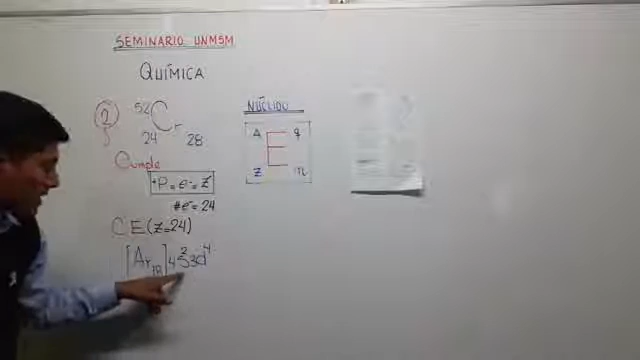 SEMINARIO UNMSM
QUÍMICA
2 52 Cr 24 28
NÚCLIDO
A q
E
Z n
Cumple
+P = e⁻ = Z
#e⁻ = 24
CE (Z=24)
[Ar18] 4s² 3d⁴